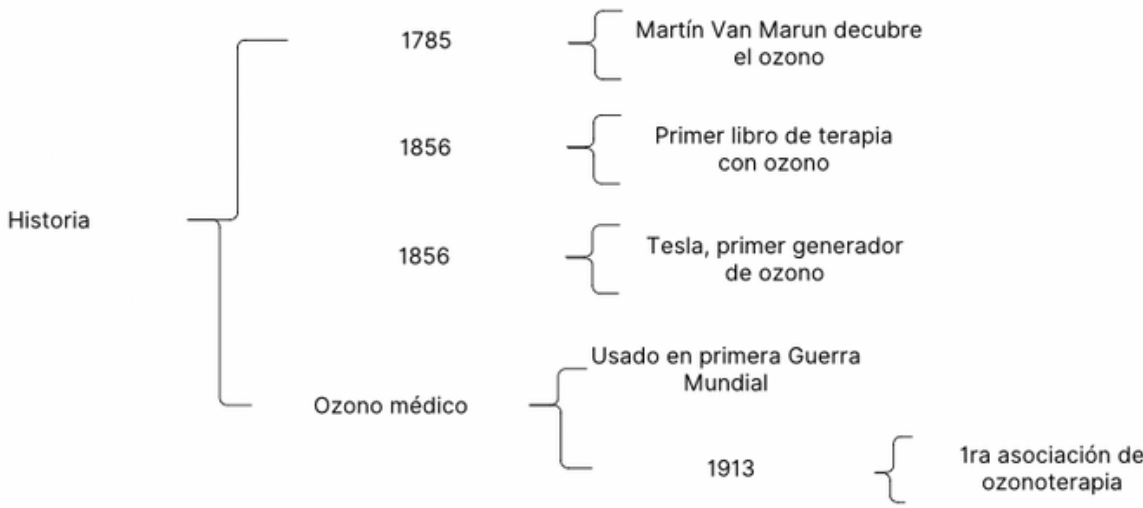 Historia
1785
Martín Van Marun decubre
el ozono
1856
Primer libro de terapia
con ozono
1856
Tesla, primer generador
de ozono
Ozono médico
Usado en primera Guerra
Mundial
1913
1ra asociación de
ozonoterapia